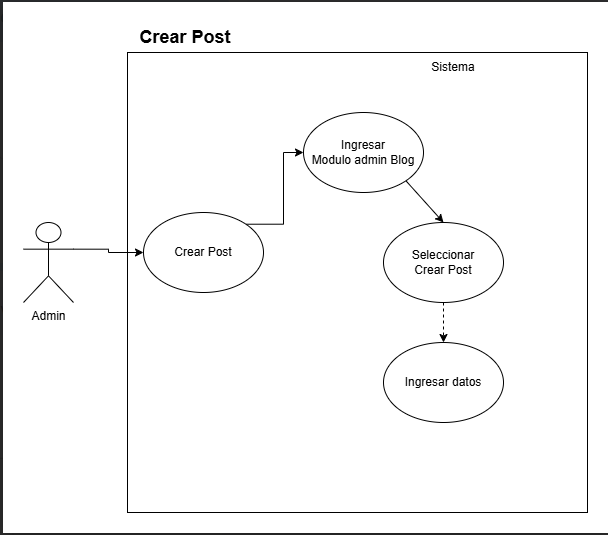 Crear Post
Sistema
Ingresar
Modulo admin Blog
Crear Post
Seleccionar
Crear Post
Admin
Ingresar datos